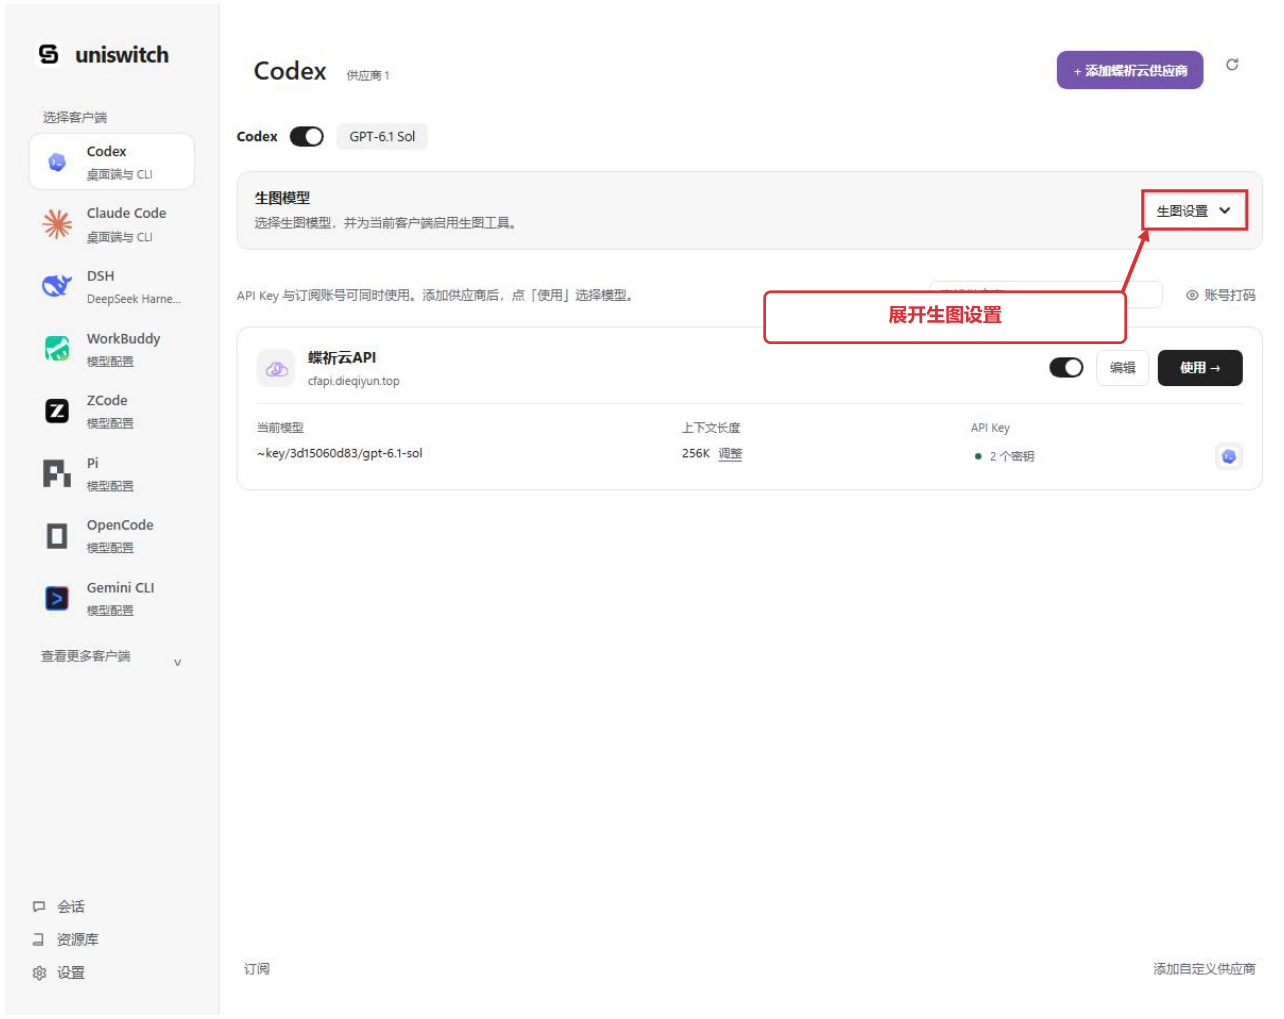 uniswitch
选择客户端
Codex
桌面端与 CLI
Claude Code
桌面端与 CLI
DSH
DeepSeek Harne...
WorkBuddy
模型配置
ZCode
模型配置
Pi
模型配置
OpenCode
模型配置
Gemini CLI
模型配置
查看更多客户端
会话
资源库
设置
Codex 供应商 1
+ 添加蝶祈云供应商
Codex GPT-6.1 Sol
生图模型
选择生图模型，并为当前客户端启用生图工具。
生图设置
API Key 与订阅账号可同时使用。添加供应商后，点「使用」选择模型。
账号打码
展开生图设置
蝶祈云API
cfapi.dieqiyun.top
编辑
使用 →
当前模型
~key/3d15060d83/gpt-6.1-sol
上下文长度
256K 调整
API Key
2 个密钥
订阅
添加自定义供应商